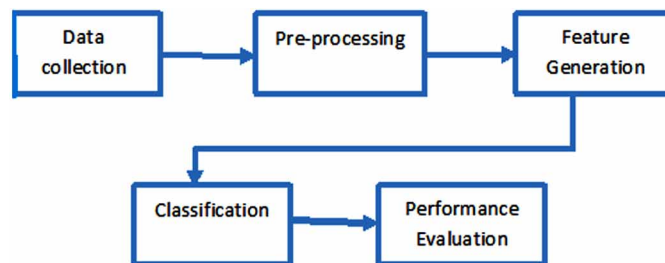 Data
collection
Pre-processing
Feature
Generation
Classification
Performance
Evaluation